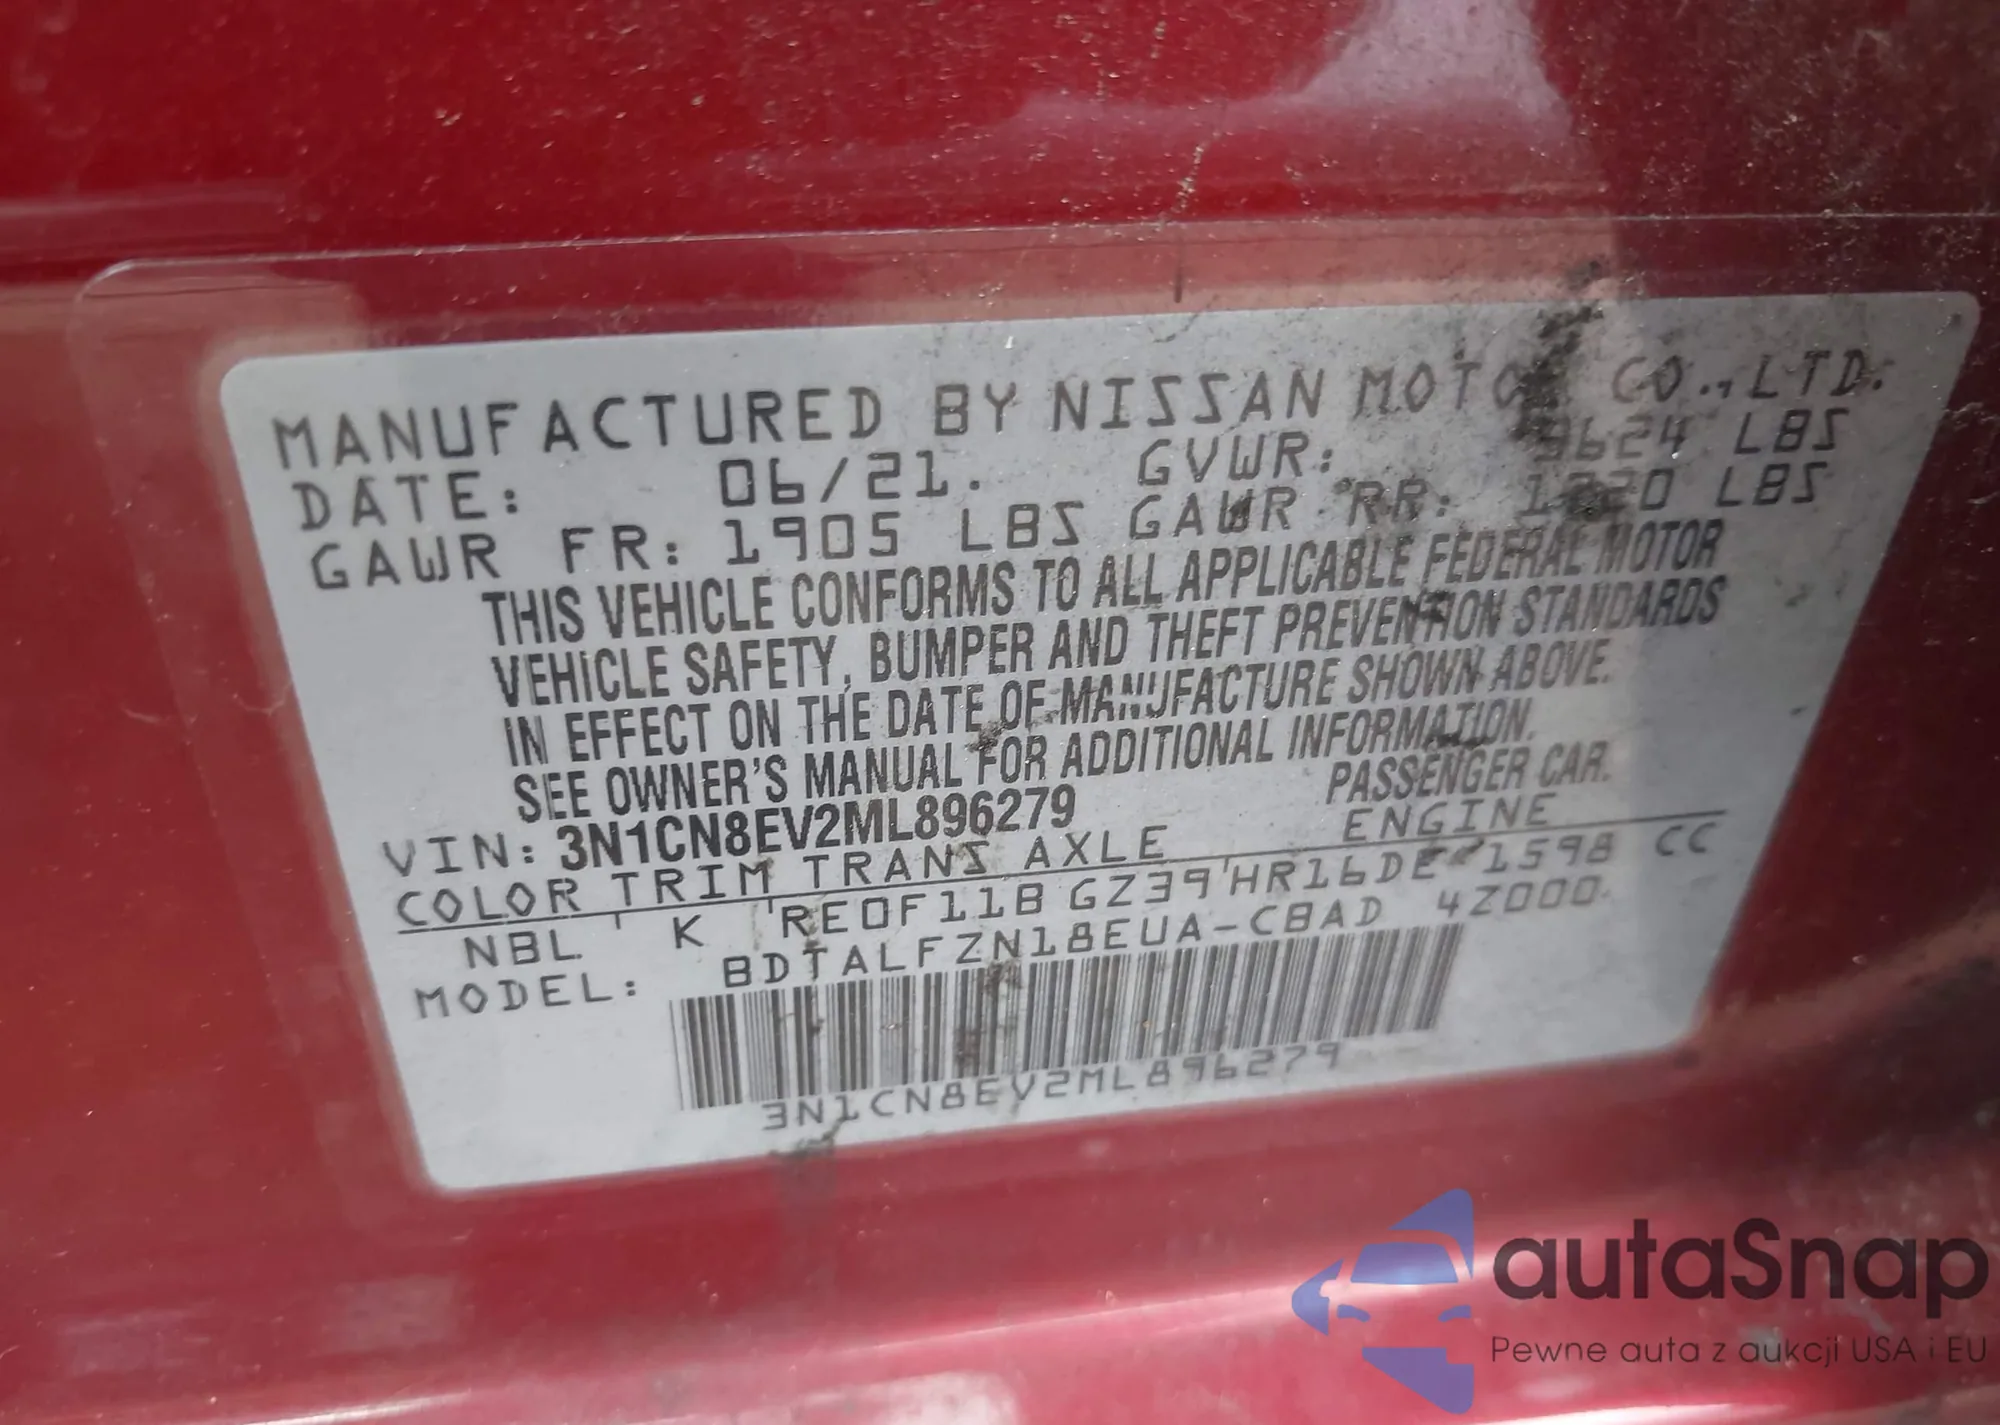 MANUFACTURED BY NISSAN MOTOR CO., LTD.
DATE: 06/21. GVWR: 3624 LBS
GAWR FR: 1905 LBS GAWR RR: LBS
THIS VEHICLE CONFORMS TO ALL APPLICABLE FEDERAL MOTOR
VEHICLE SAFETY, BUMPER AND THEFT PREVENTION STANDARDS
IN EFFECT ON THE DATE OF MANUFACTURE SHOWN ABOVE.
SEE OWNER'S MANUAL FOR ADDITIONAL INFORMATION.
PASSENGER CAR.
VIN: 3N1CN8EV2ML896279
COLOR TRIM TRANS AXLE ENGINE
NBL K RE0F11B GZ39 HR16DE 1598 CC
MODEL: BDTALFZN18EUA-CBAD 4Z000
3N1CN8EV2ML896279
autaSnap
Pewne auta z aukcji USA i EU